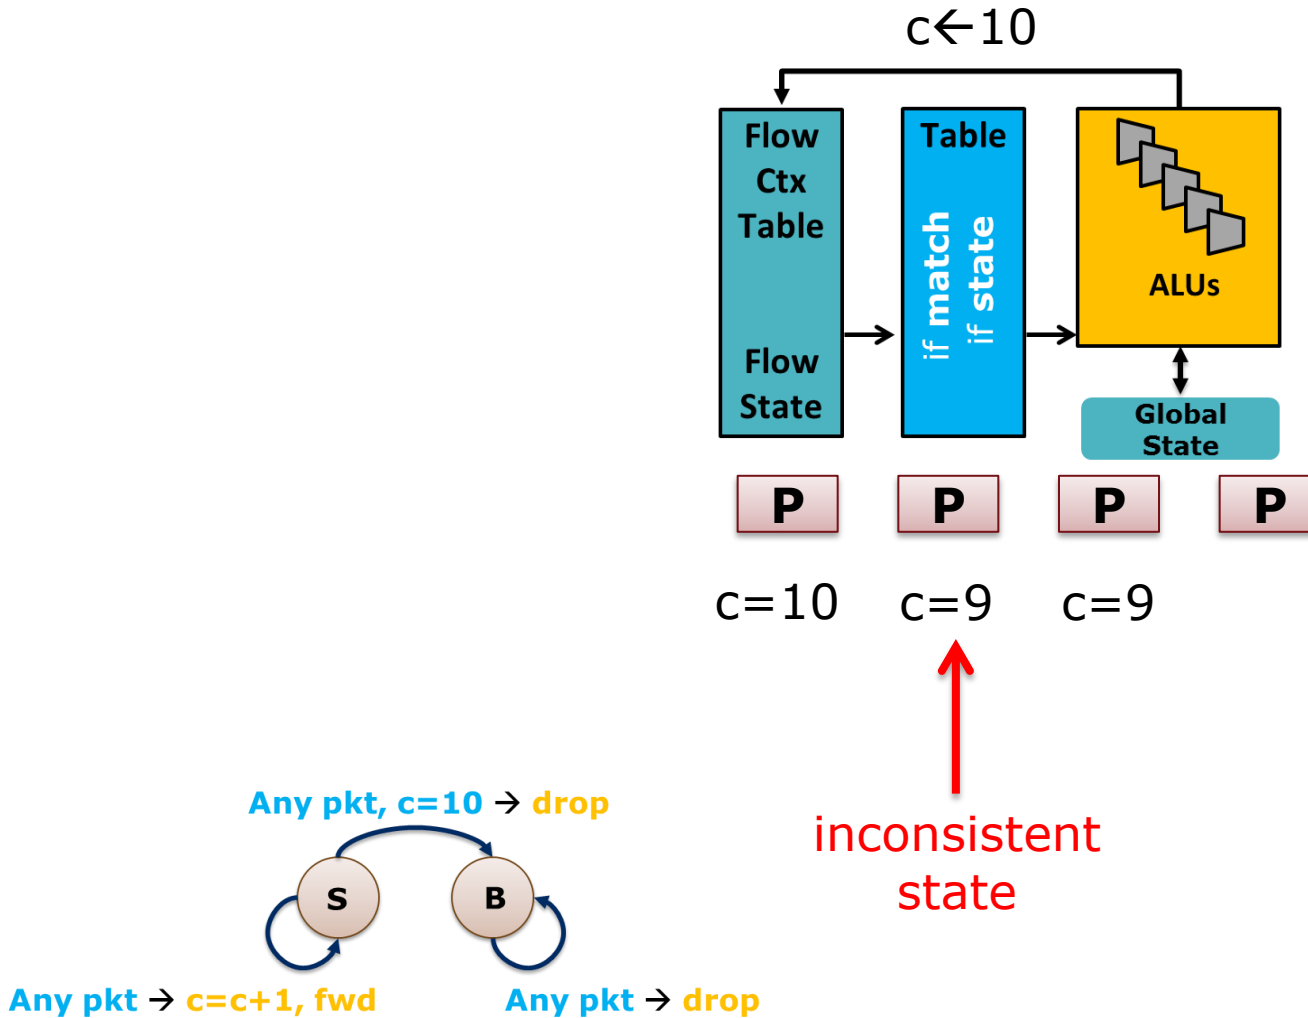 c←10
Flow
Ctx
Table
Flow
State
Table
if match
if state
ALUs
Global
State
P
P
P
P
c=10
c=9
c=9
inconsistent
state
Any pkt, c=10 → drop
S
B
Any pkt → c=c+1, fwd
Any pkt → drop